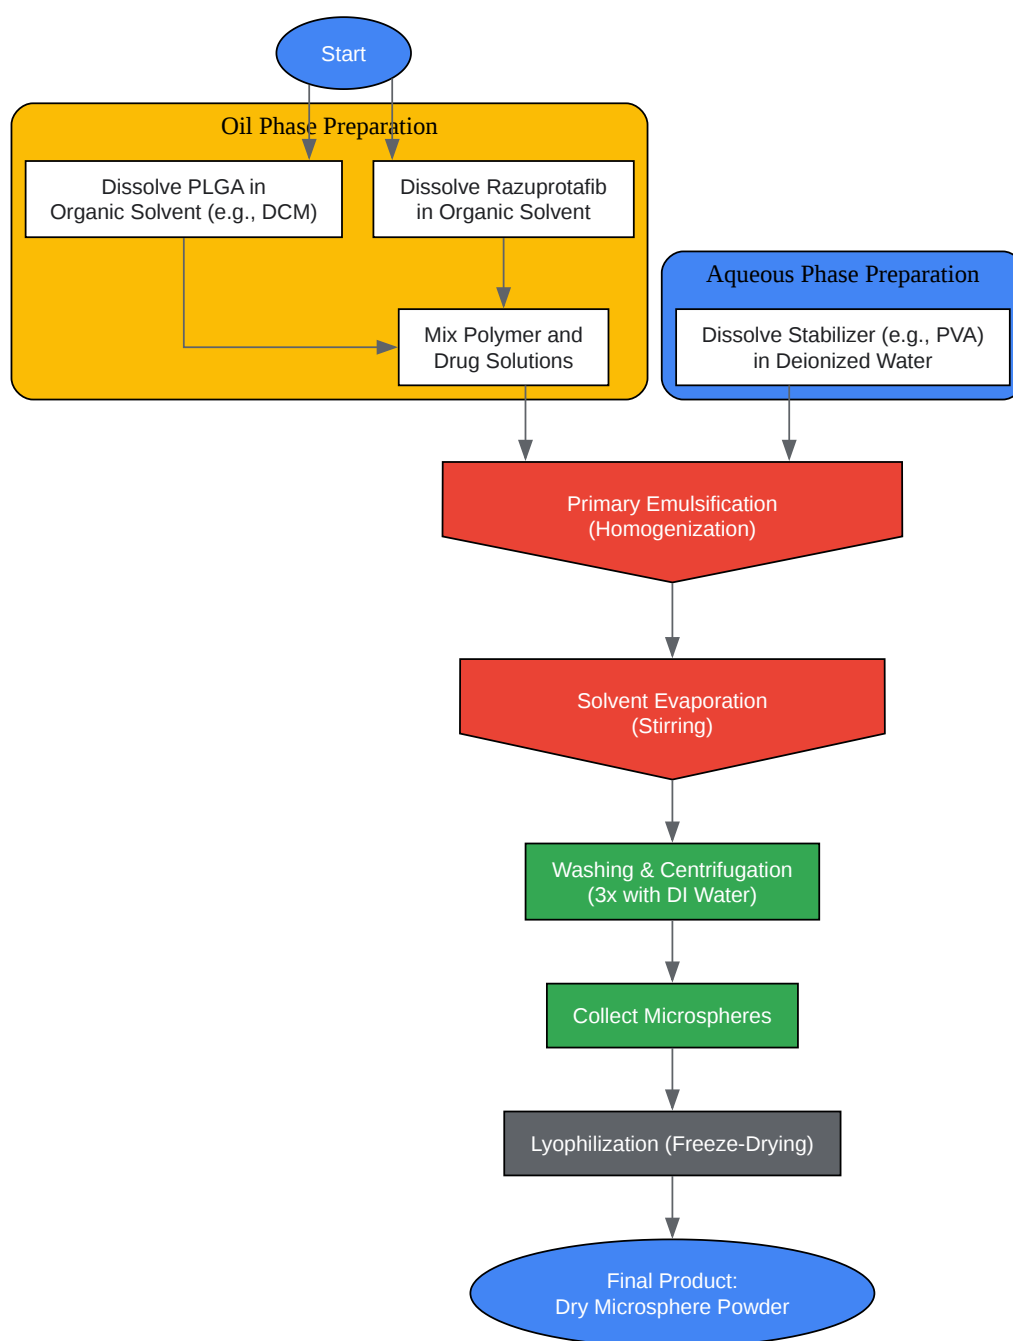 Start
Oil Phase Preparation
Dissolve PLGA in
Organic Solvent (e.g., DCM)
Dissolve Razuprotafib
in Organic Solvent
Mix Polymer and
Drug Solutions
Aqueous Phase Preparation
Dissolve Stabilizer (e.g., PVA)
in Deionized Water
Primary Emulsification
(Homogenization)
Solvent Evaporation
(Stirring)
Washing & Centrifugation
(3x with DI Water)
Collect Microspheres
Lyophilization (Freeze-Drying)
Final Product:
Dry Microsphere Powder